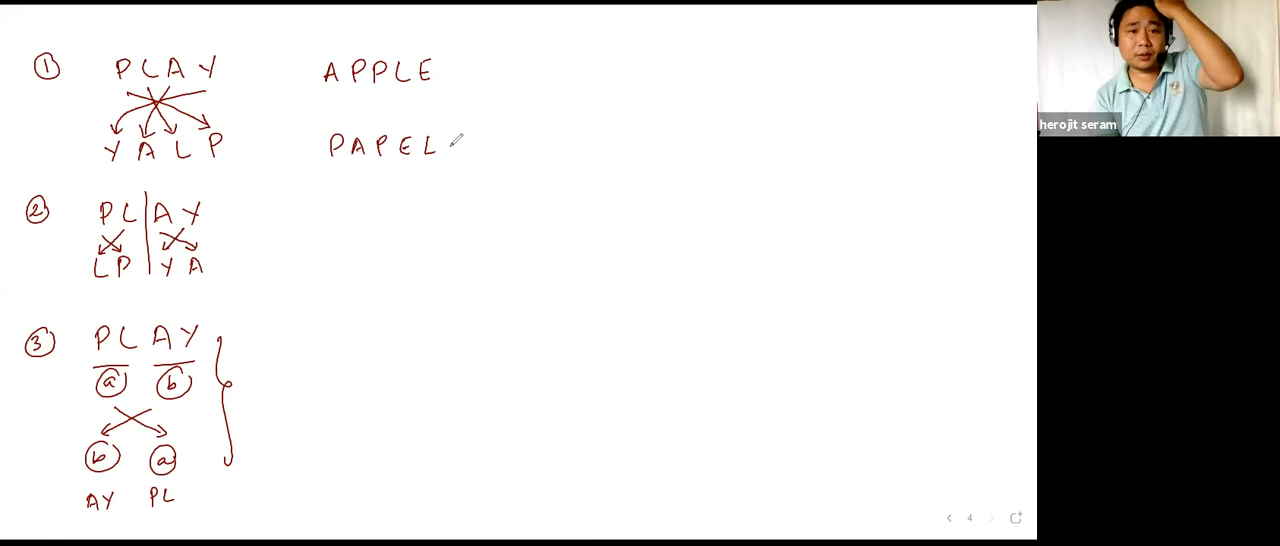 ① PLAY APPLE
YALP PAPEL
② PL AY
LP YA
③ PLAY
ⓐ ⓑ
ⓑ ⓐ
AY PL
herojit seram
4